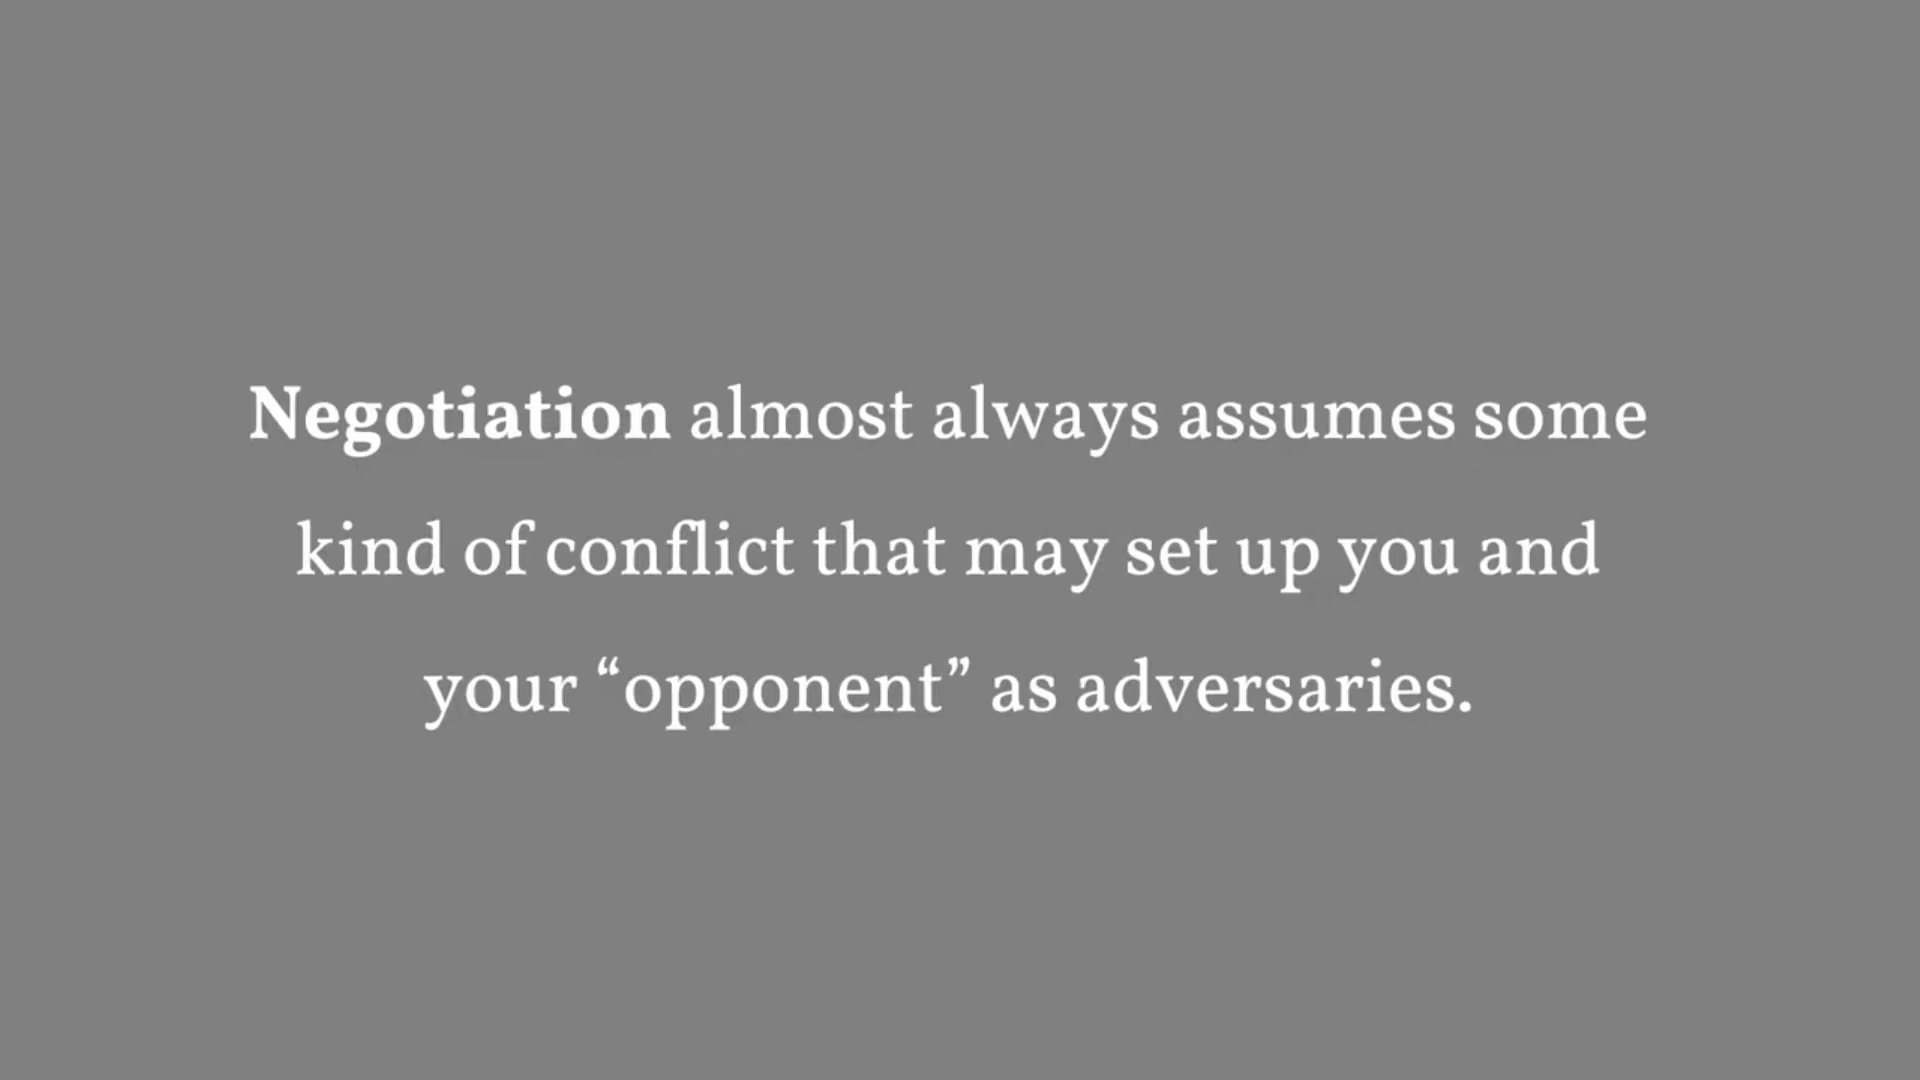 Negotiation almost always assumes some
kind of conflict that may set up you and
your “opponent” as adversaries.